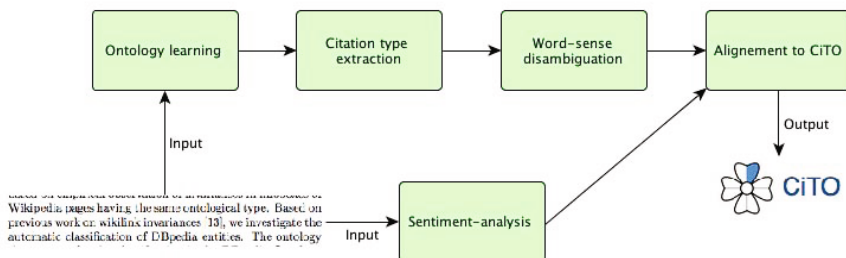 Ontology learning
Citation type
extraction
Word-sense
disambiguation
Alignement to CiTO
Input
Output
CiTO
Wikipedia pages having the same ontological type. Based on
previous work on wikilink invariances [13], we investigate the
automatic classification of DBpedia entities. The ontology
Input
Sentiment-analysis